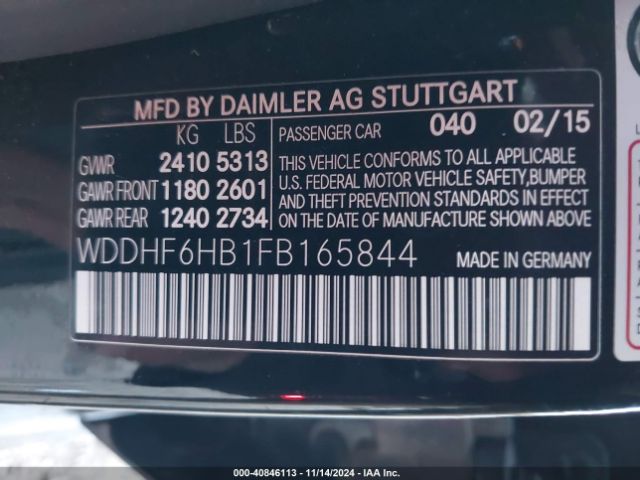 MFD BY DAIMLER AG STUTTGART
KG LBS
GVWR 2410 5313
GAWR FRONT 1180 2601
GAWR REAR 1240 2734
PASSENGER CAR 040 02/15
THIS VEHICLE CONFORMS TO ALL APPLICABLE
U.S. FEDERAL MOTOR VEHICLE SAFETY,BUMPER
AND THEFT PREVENTION STANDARDS IN EFFECT
ON THE DATE OF MANUFACTURE SHOWN ABOVE.
WDDHF6HB1FB165844 MADE IN GERMANY
000-40846113 - 11/14/2024 - IAA Inc.